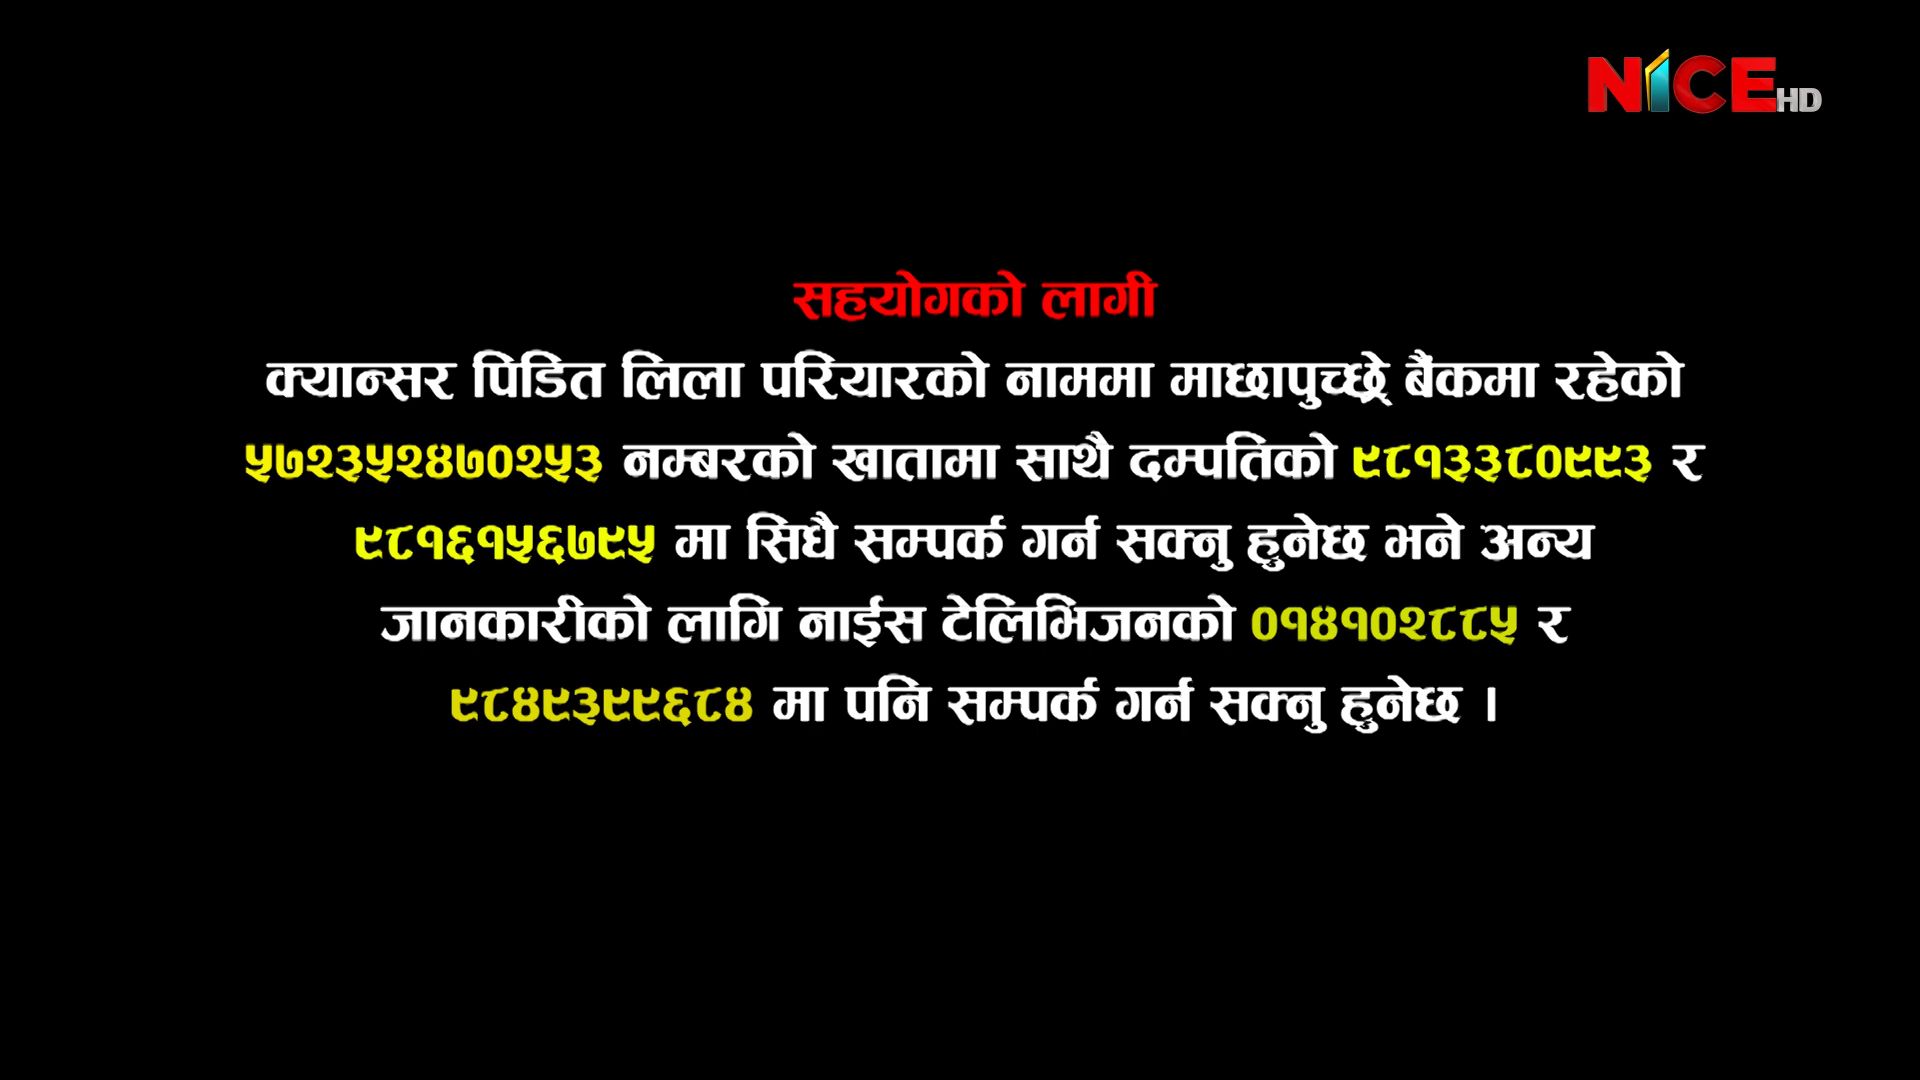 NICE HD
सहयोगको लागी
क्यान्सर पिडित लिला परियारको नाममा माछापुच्छ्रे बैंकमा रहेको
५७२३५२४७०२५३ नम्बरको खातामा साथै दम्पतिको ९८१३३८०९९३ र
९८१६१५६७९५ मा सिधै सम्पर्क गर्न सक्नु हुनेछ भने अन्य
जानकारीको लागि नाईस टेलिभिजनको ०१४१०२८८५ र
९८४९३९९६८४ मा पनि सम्पर्क गर्न सक्नु हुनेछ ।